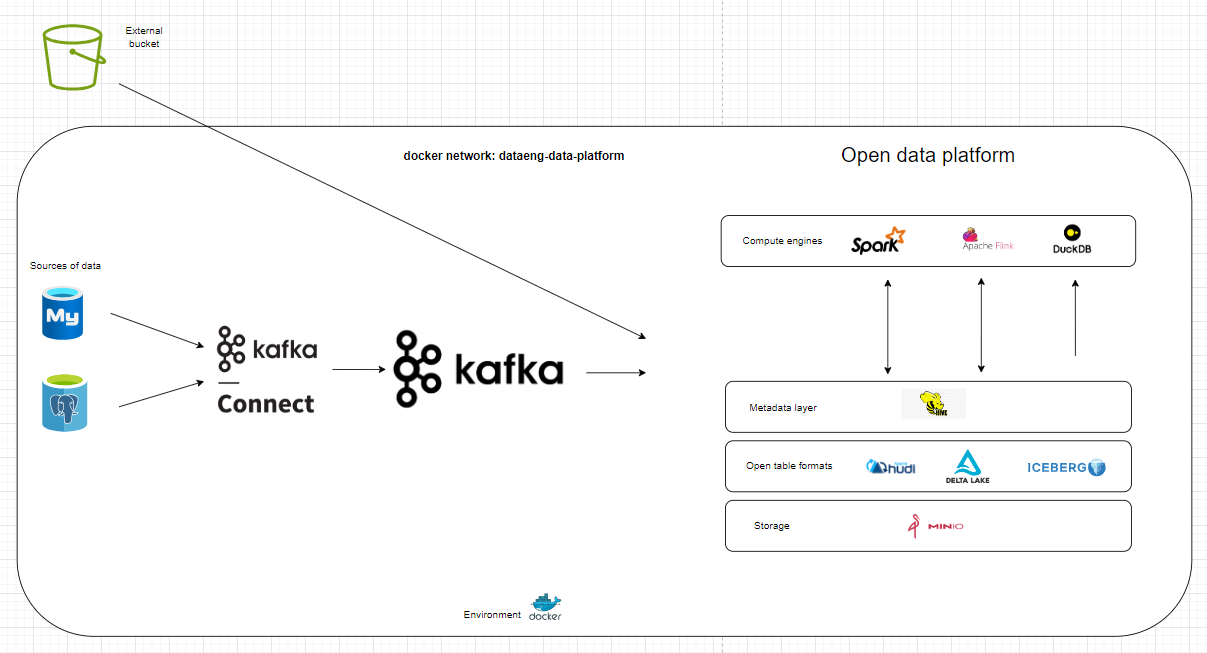 External
bucket
docker network: dataeng-data-platform
Open data platform
Compute engines
Spark
Apache Flink
DuckDB
Sources of data
My
kafka
Connect
kafka
Metadata layer
HIVE
Open table formats
hudi
DELTA LAKE
ICEBERG
Storage
MINIO
Environment
docker